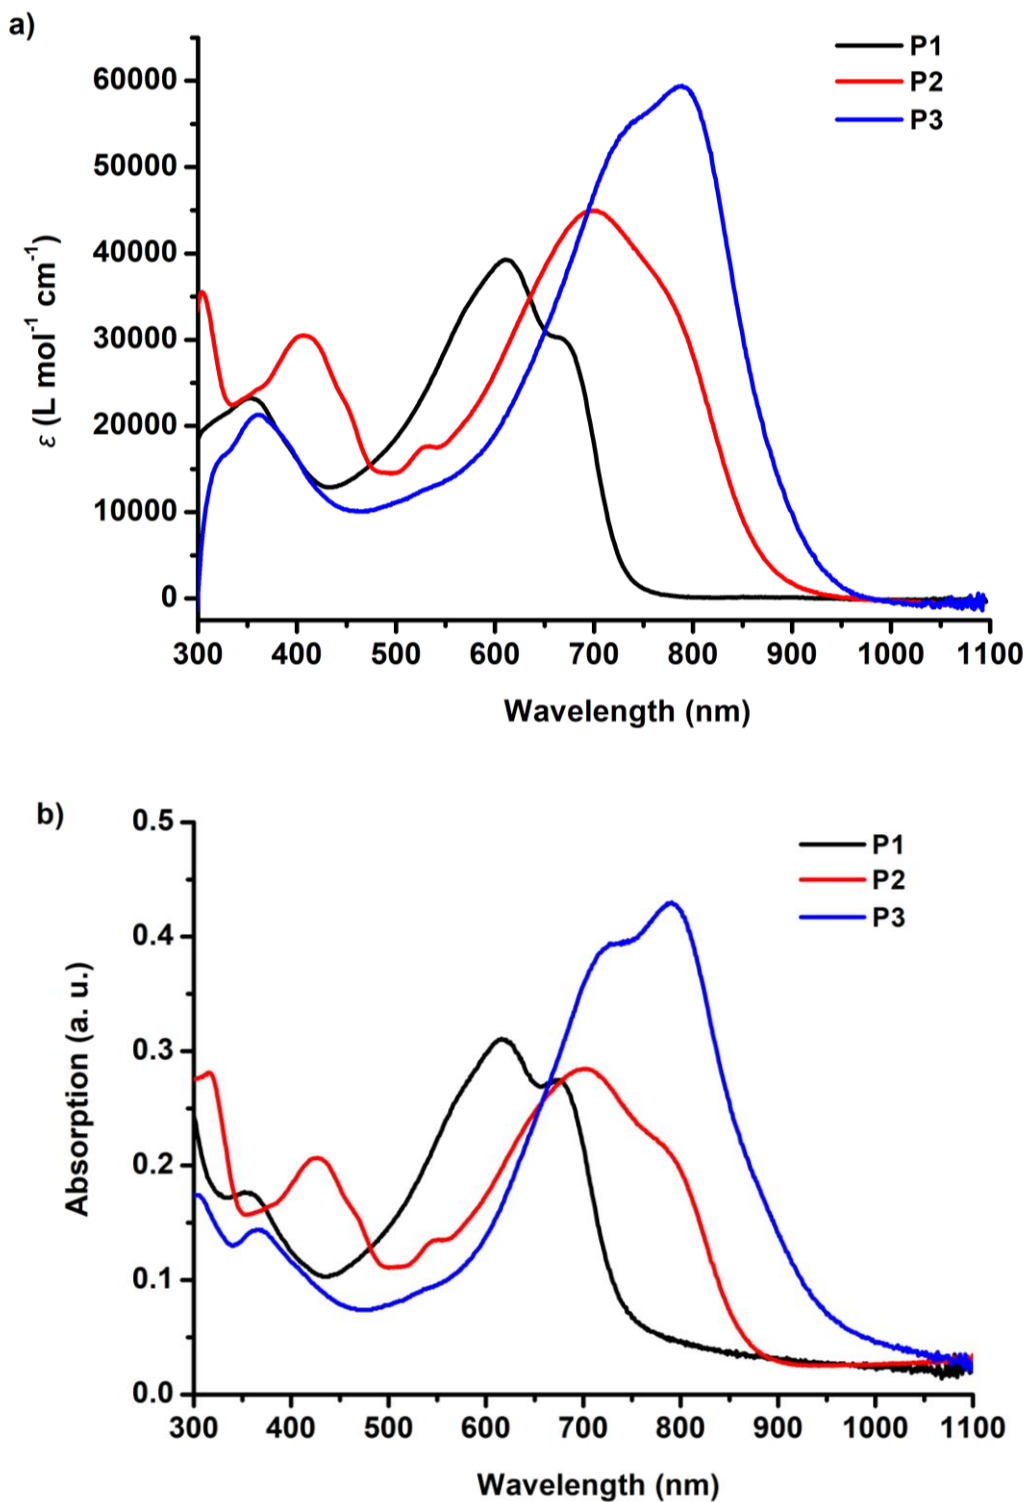 a)
P1
P2
P3
60000
50000
40000
30000
20000
10000
0
ε (L mol⁻¹ cm⁻¹)
300 400 500 600 700 800 900 1000 1100
Wavelength (nm)
b)
P1
P2
P3
0.5
0.4
0.3
0.2
0.1
0.0
Absorption (a. u.)
300 400 500 600 700 800 900 1000 1100
Wavelength (nm)